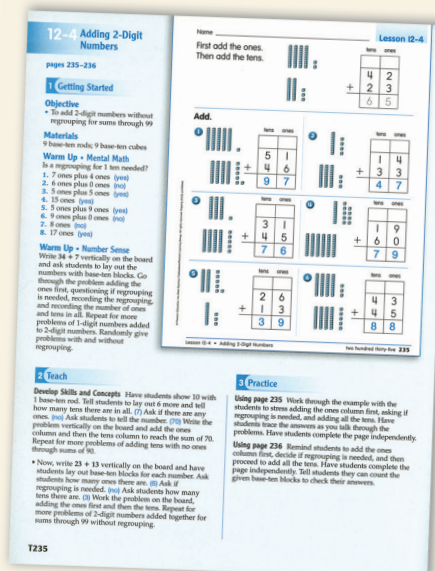 12-4 Adding 2-Digit
Numbers
pages 235–236
1 Getting Started
Objective
• To add 2-digit numbers without
regrouping for sums through 99
Materials
9 base-ten rods; 9 base-ten cubes
Warm Up • Mental Math
Is a regrouping for 1 ten needed?
1. 7 ones plus 4 ones (yes)
2. 6 ones plus 0 ones (no)
3. 5 ones plus 5 ones (yes)
4. 15 ones (yes)
5. 5 ones plus 9 ones (yes)
6. 9 ones plus 0 ones (no)
7. 8 ones (no)
8. 17 ones (yes)
Warm Up • Number Sense
Write 34 + 7 vertically on the board
and ask students to lay out the
numbers with base-ten blocks. Go
through the problem adding the
ones first, questioning if regrouping
is needed, recording the regrouping,
and recording the number of ones
and tens in all. Repeat for more
problems of 1-digit numbers added
to 2-digit numbers. Randomly give
problems with and without
regrouping.
Name
Lesson 12-4
First add the ones.
Then add the tens.
tens ones
4 2
+ 2 3
6 5
Add.
1
tens ones
5 1
+ 4 6
9 7
2
tens ones
1 4
+ 3 3
4 7
3
tens ones
3 1
+ 4 5
7 6
4
tens ones
1 9
+ 6 0
7 9
5
tens ones
2 6
+ 1 3
3 9
6
tens ones
4 3
+ 4 5
8 8
Lesson 12-4 • Adding 2-Digit Numbers
two hundred thirty-five 235
2 Teach
Develop Skills and Concepts Have students show 10 with
1 base-ten rod. Tell students to lay out 6 more and tell
how many tens there are in all. (7) Ask if there are any
ones. (no) Ask students to tell the number. (70) Write the
problem vertically on the board and add the ones
column and then the tens column to reach the sum of 70.
Repeat for more problems of adding tens with no ones
through sums of 90.
• Now, write 23 + 13 vertically on the board and have
students lay out base-ten blocks for each number. Ask
students how many ones there are. (6) Ask if
regrouping is needed. (no) Ask students how many
tens there are. (3) Work the problem on the board,
adding the ones first and then the tens. Repeat for
more problems of 2-digit numbers added together for
sums through 99 without regrouping.
3 Practice
Using page 235 Work through the example with the
students to stress adding the ones column first, asking if
regrouping is needed, and adding all the tens. Have
students trace the answers as you talk through the
problems. Have students complete the page independently.
Using page 236 Remind students to add the ones
column first, decide if regrouping is needed, and then
proceed to add all the tens. Have students complete the
page independently. Tell students they can count the
given base-ten blocks to check their answers.
T235